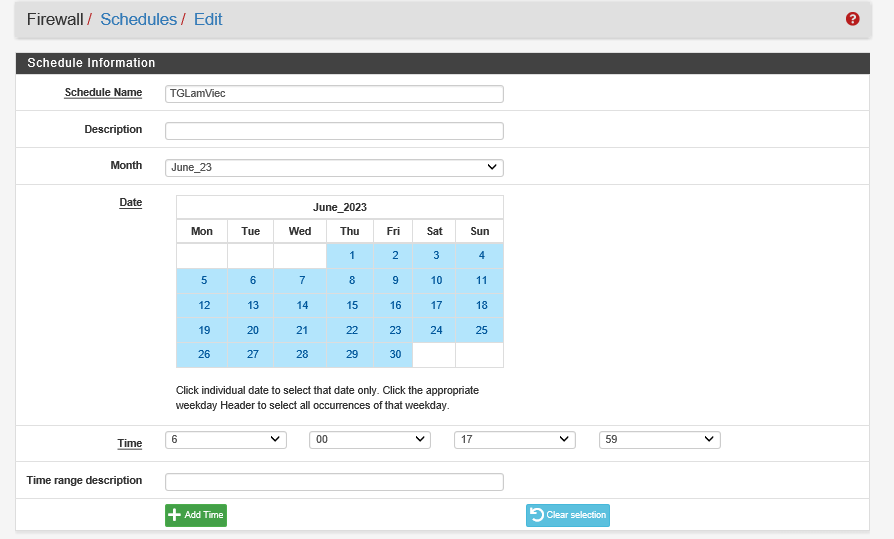 Firewall / Schedules / Edit
Schedule Information
Schedule Name TGLamViec
Description
Month June_23
Date
June_2023
Mon Tue Wed Thu Fri Sat Sun
1 2 3 4
5 6 7 8 9 10 11
12 13 14 15 16 17 18
19 20 21 22 23 24 25
26 27 28 29 30
Click individual date to select that date only. Click the appropriate
weekday Header to select all occurrences of that weekday.
Time 6 00 17 59
Time range description
Add Time Clear selection